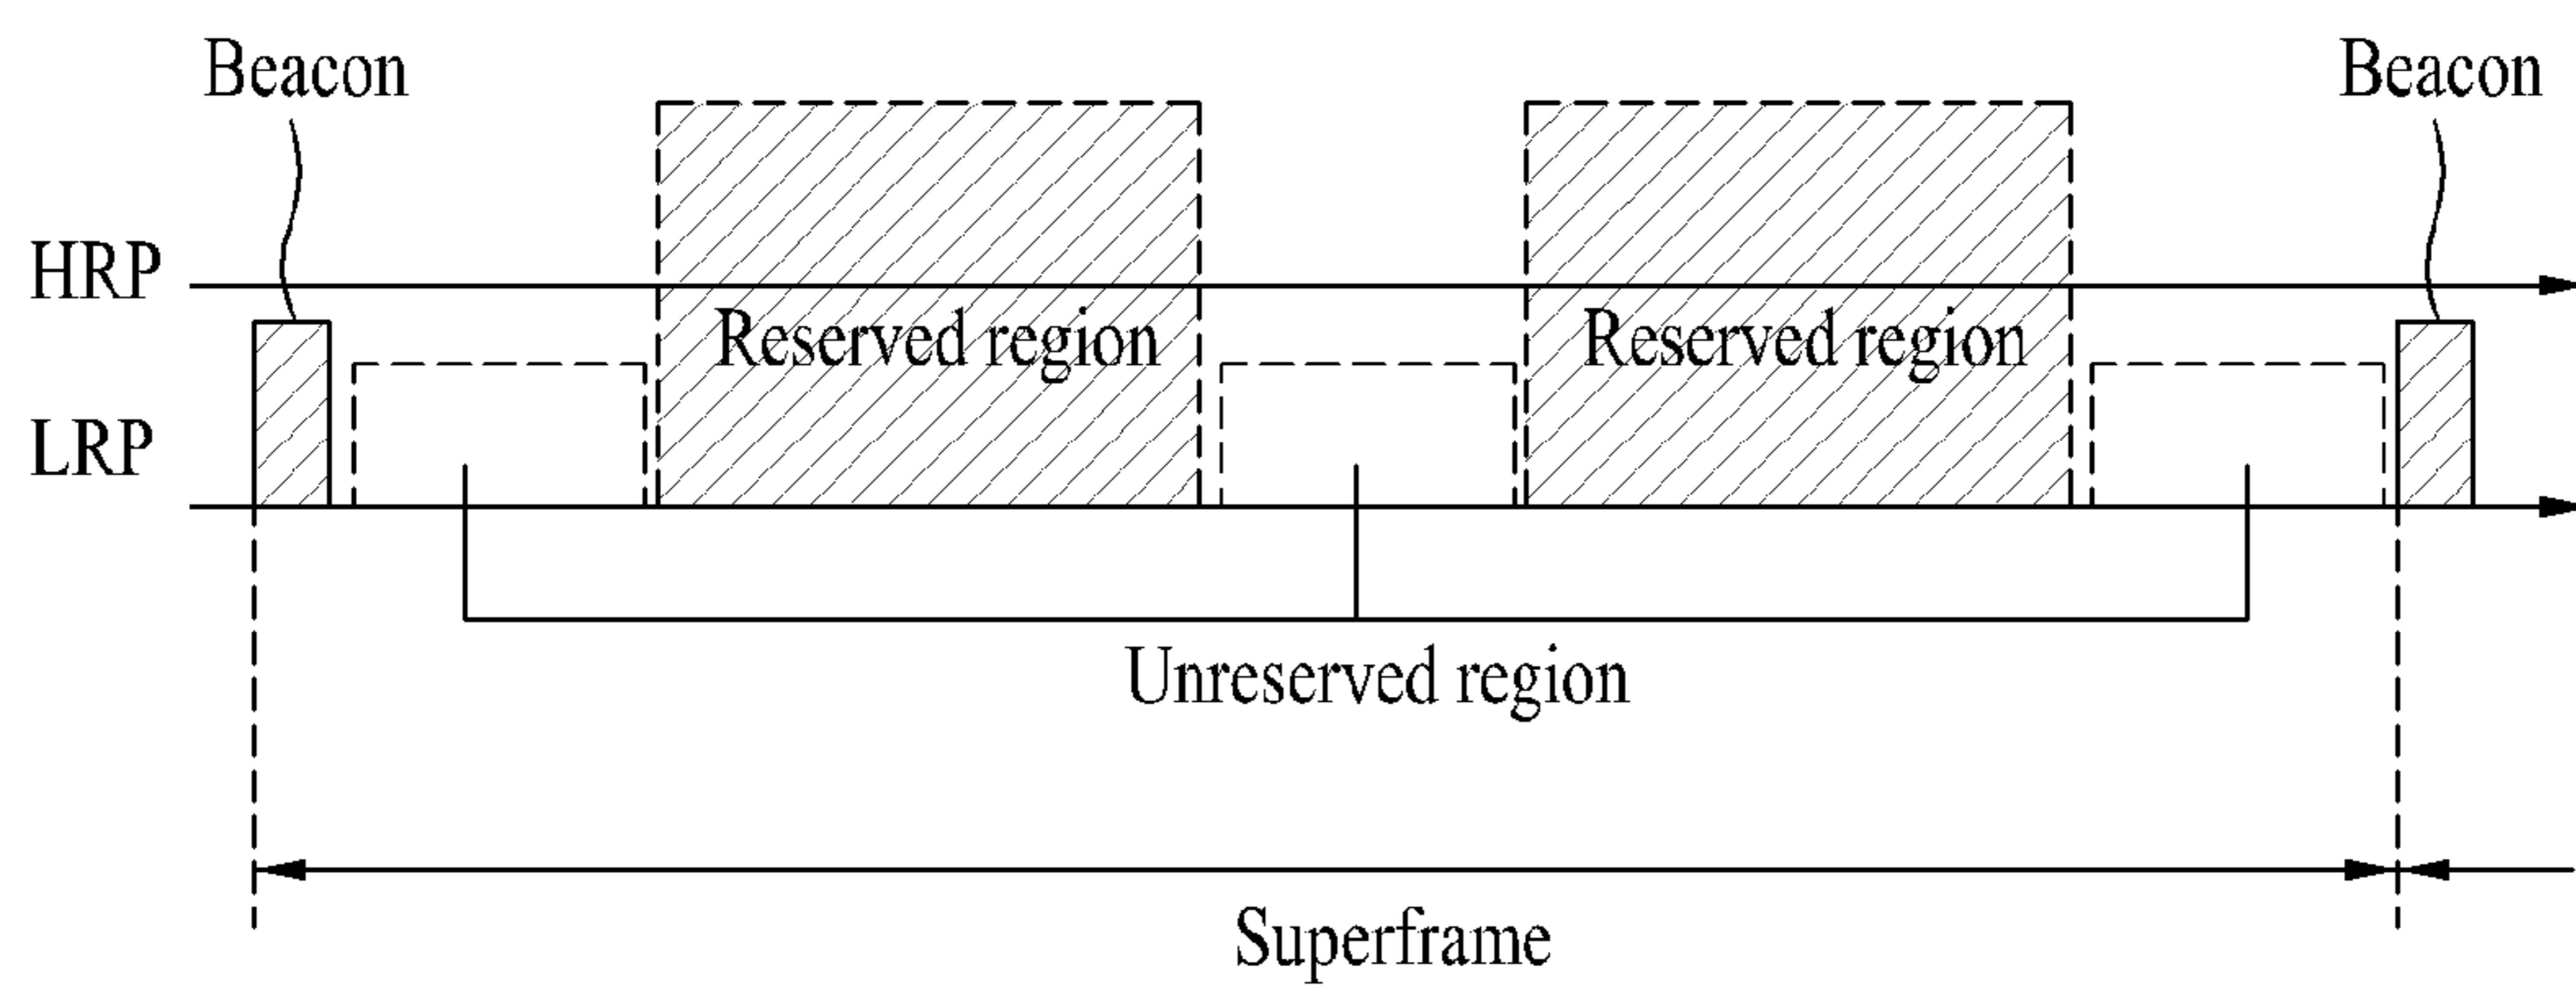 Beacon
Beacon
HRP
Reserved region
Reserved region
LRP
Unreserved region
Superframe